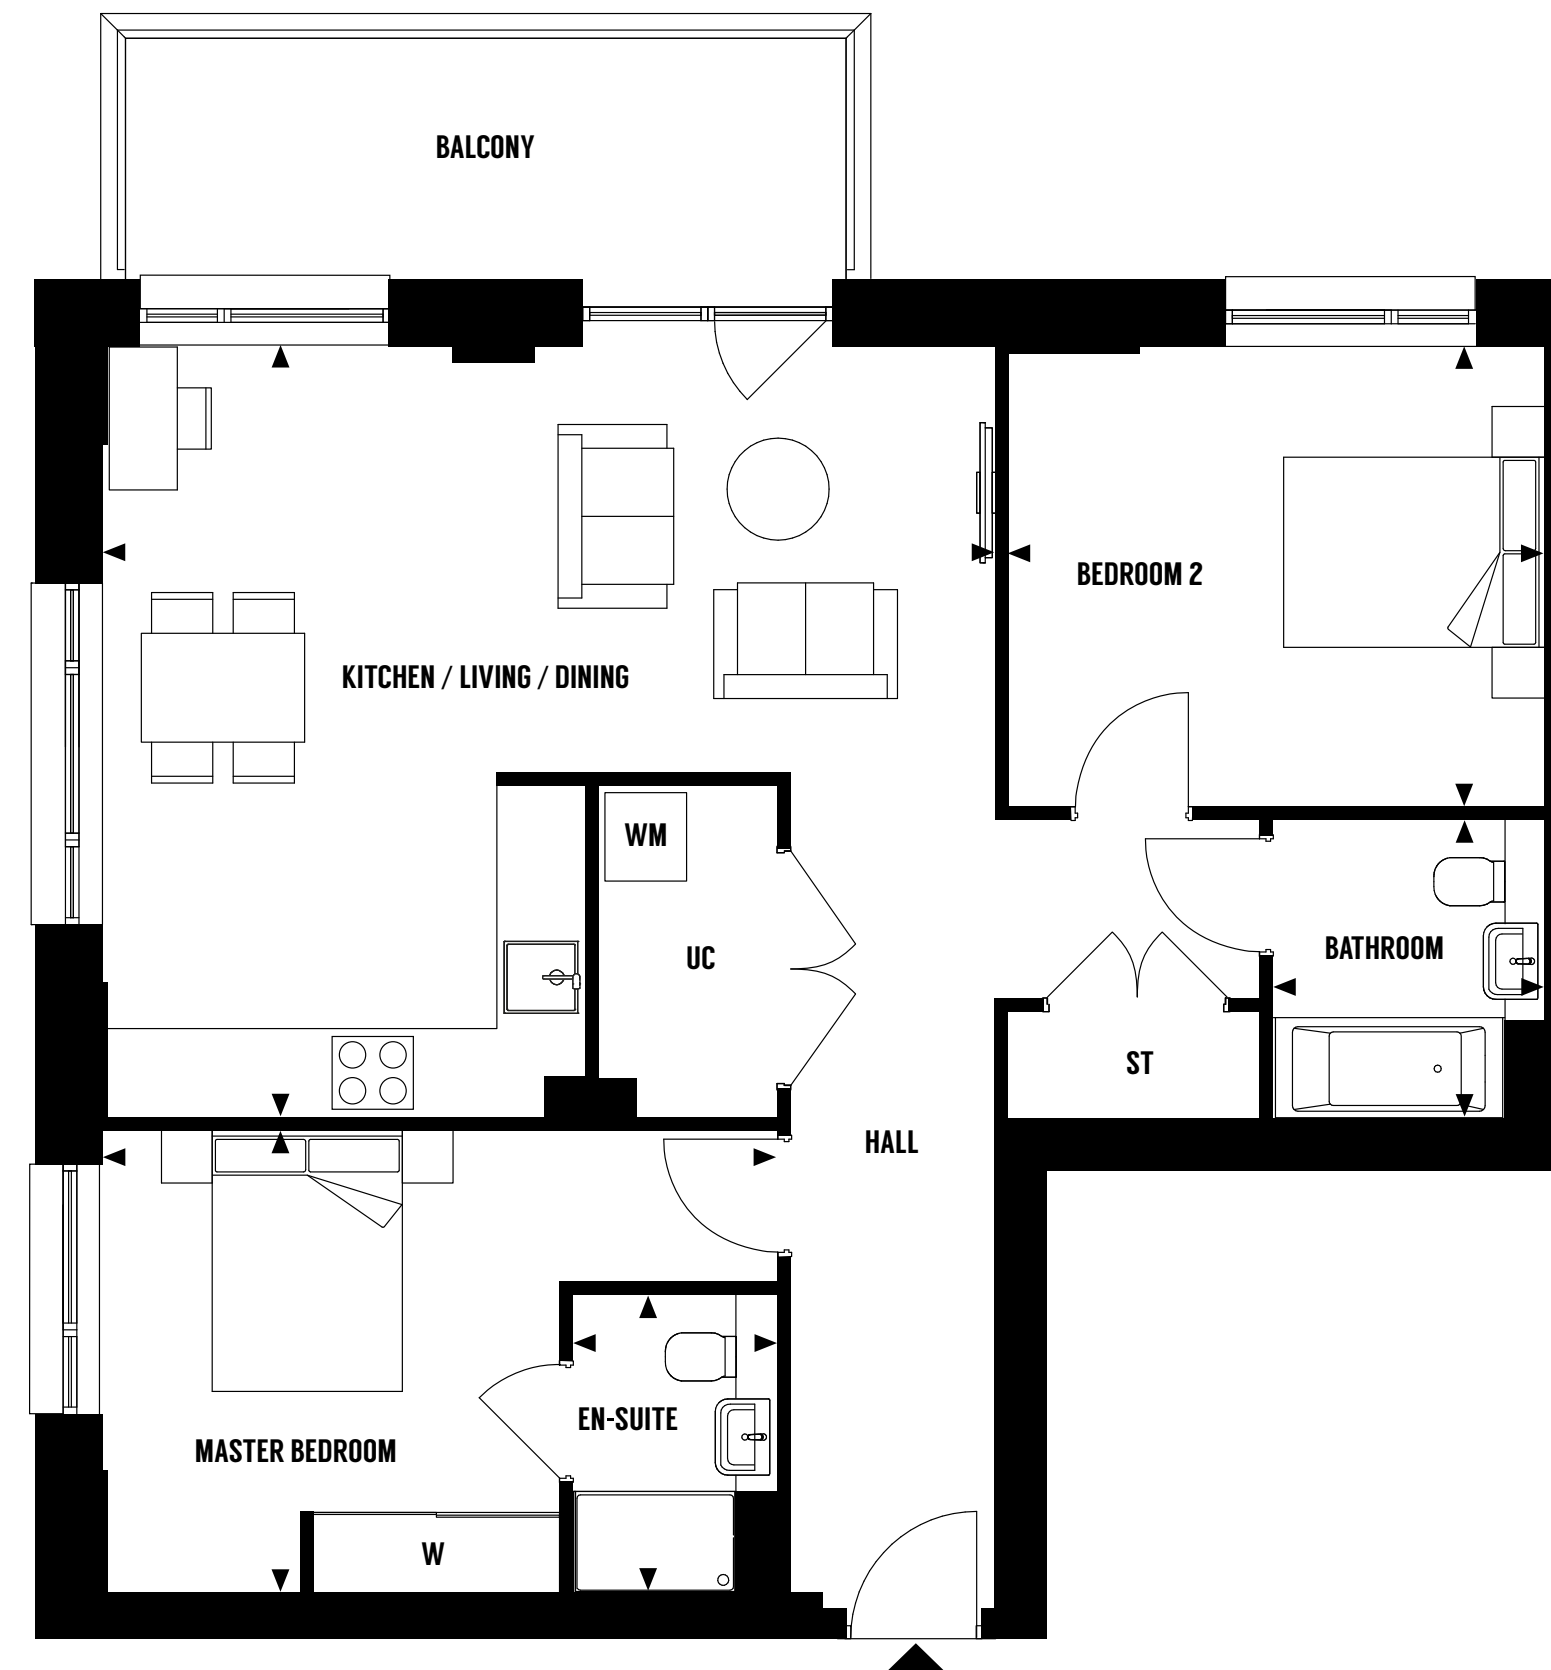 BALCONY
BEDROOM 2
KITCHEN / LIVING / DINING
WM
UC
BATHROOM
ST
HALL
EN-SUITE
MASTER BEDROOM
W